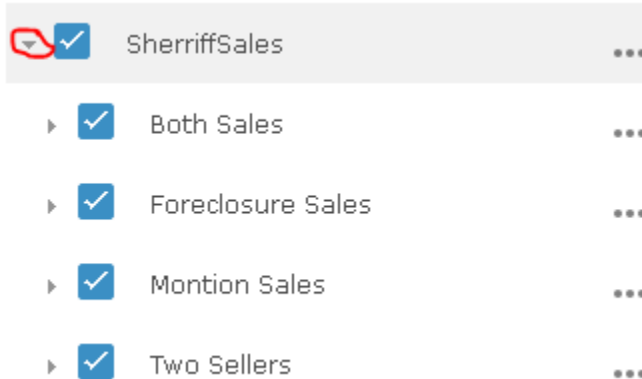 SherriffSales
Both Sales
Foreclosure Sales
Montion Sales
Two Sellers